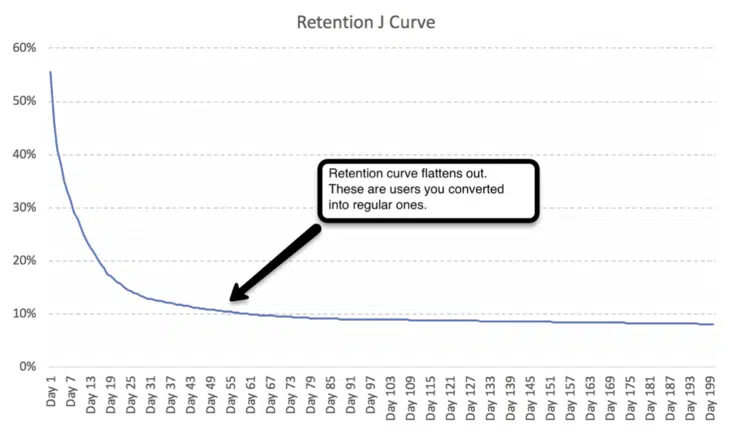 Retention J Curve
60%
50%
40%
30%
20%
10%
0%
Retention curve flattens out.
These are users you converted
into regular ones.
Day 1
Day 7
Day 13
Day 19
Day 25
Day 31
Day 37
Day 43
Day 49
Day 55
Day 61
Day 67
Day 73
Day 79
Day 85
Day 91
Day 97
Day 103
Day 109
Day 115
Day 121
Day 127
Day 133
Day 139
Day 145
Day 151
Day 157
Day 163
Day 169
Day 175
Day 181
Day 187
Day 193
Day 199